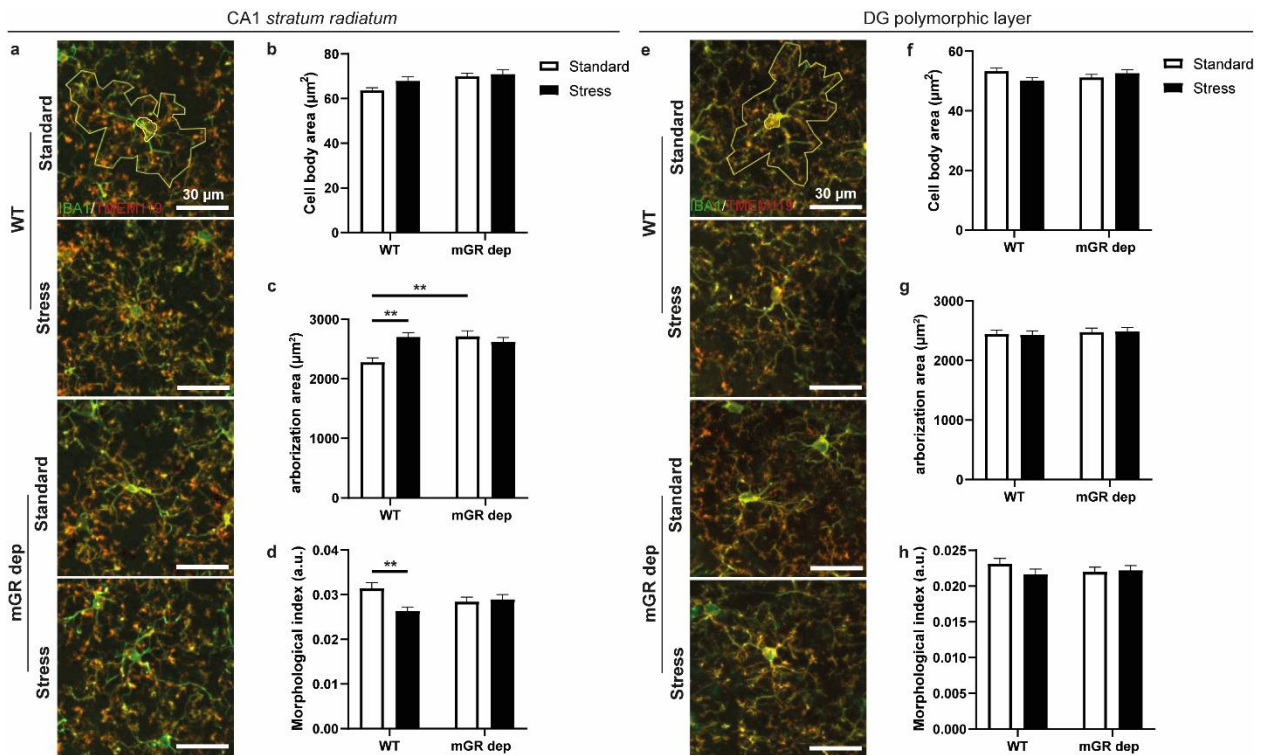 CA1 stratum radiatum
a
WT
Standard
Stress
mGR dep
Standard
Stress
IBA1/TMEM119
30 µm
b
Cell body area (µm²)
80
60
40
20
0
WT
mGR dep
Standard
Stress
c
arborization area (µm²)
3000
2000
1000
0
**
**
WT
mGR dep
d
Morphological index (a.u.)
0.04
0.03
0.02
0.01
0.00
**
WT
mGR dep
DG polymorphic layer
e
WT
Standard
Stress
mGR dep
Standard
Stress
IBA1/TMEM119
30 µm
f
Cell body area (µm²)
60
40
20
0
WT
mGR dep
Standard
Stress
g
arborization area (µm²)
3000
2000
1000
0
WT
mGR dep
h
Morphological index (a.u.)
0.025
0.020
0.015
0.010
0.005
0.000
WT
mGR dep